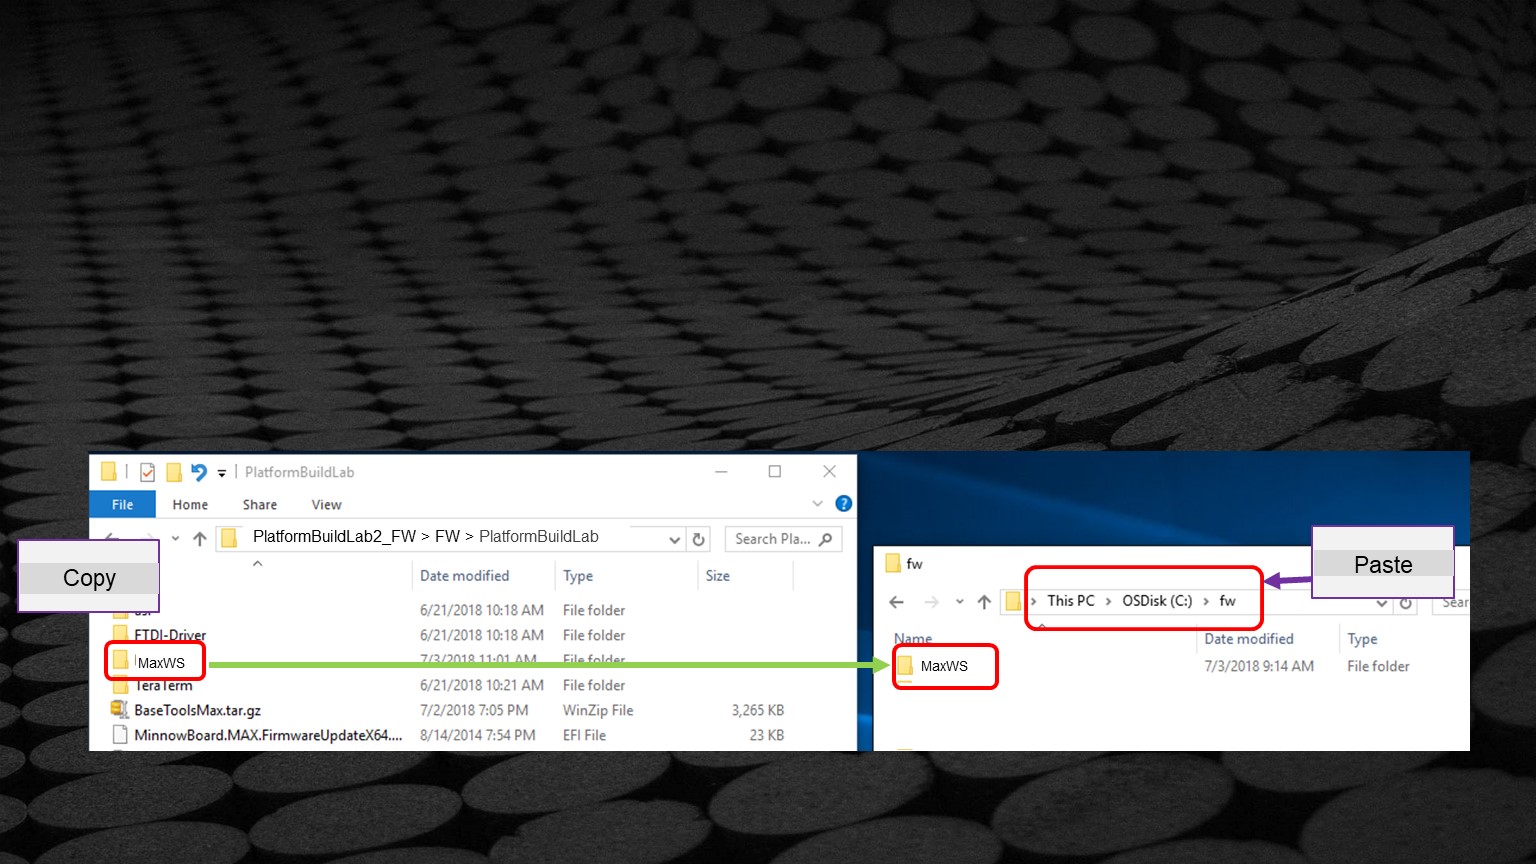 PlatformBuildLab
File Home Share View
PlatformBuildLab2_FW > FW > PlatformBuildLab
Search Pla...
Copy
Date modified Type Size
6/21/2018 10:18 AM File folder
FTDI-Driver 6/21/2018 10:18 AM File folder
MaxWS 7/3/2018 11:01 AM File folder
TeraTerm 6/21/2018 10:21 AM File folder
BaseToolsMax.tar.gz 7/2/2018 7:05 PM WinZip File 3,265 KB
MinnowBoard.MAX.FirmwareUpdateX64.... 8/14/2014 7:54 PM EFI File 23 KB
fw
Paste
This PC > OSDisk (C:) > fw
Sear
Name Date modified Type
MaxWS 7/3/2018 9:14 AM File folder